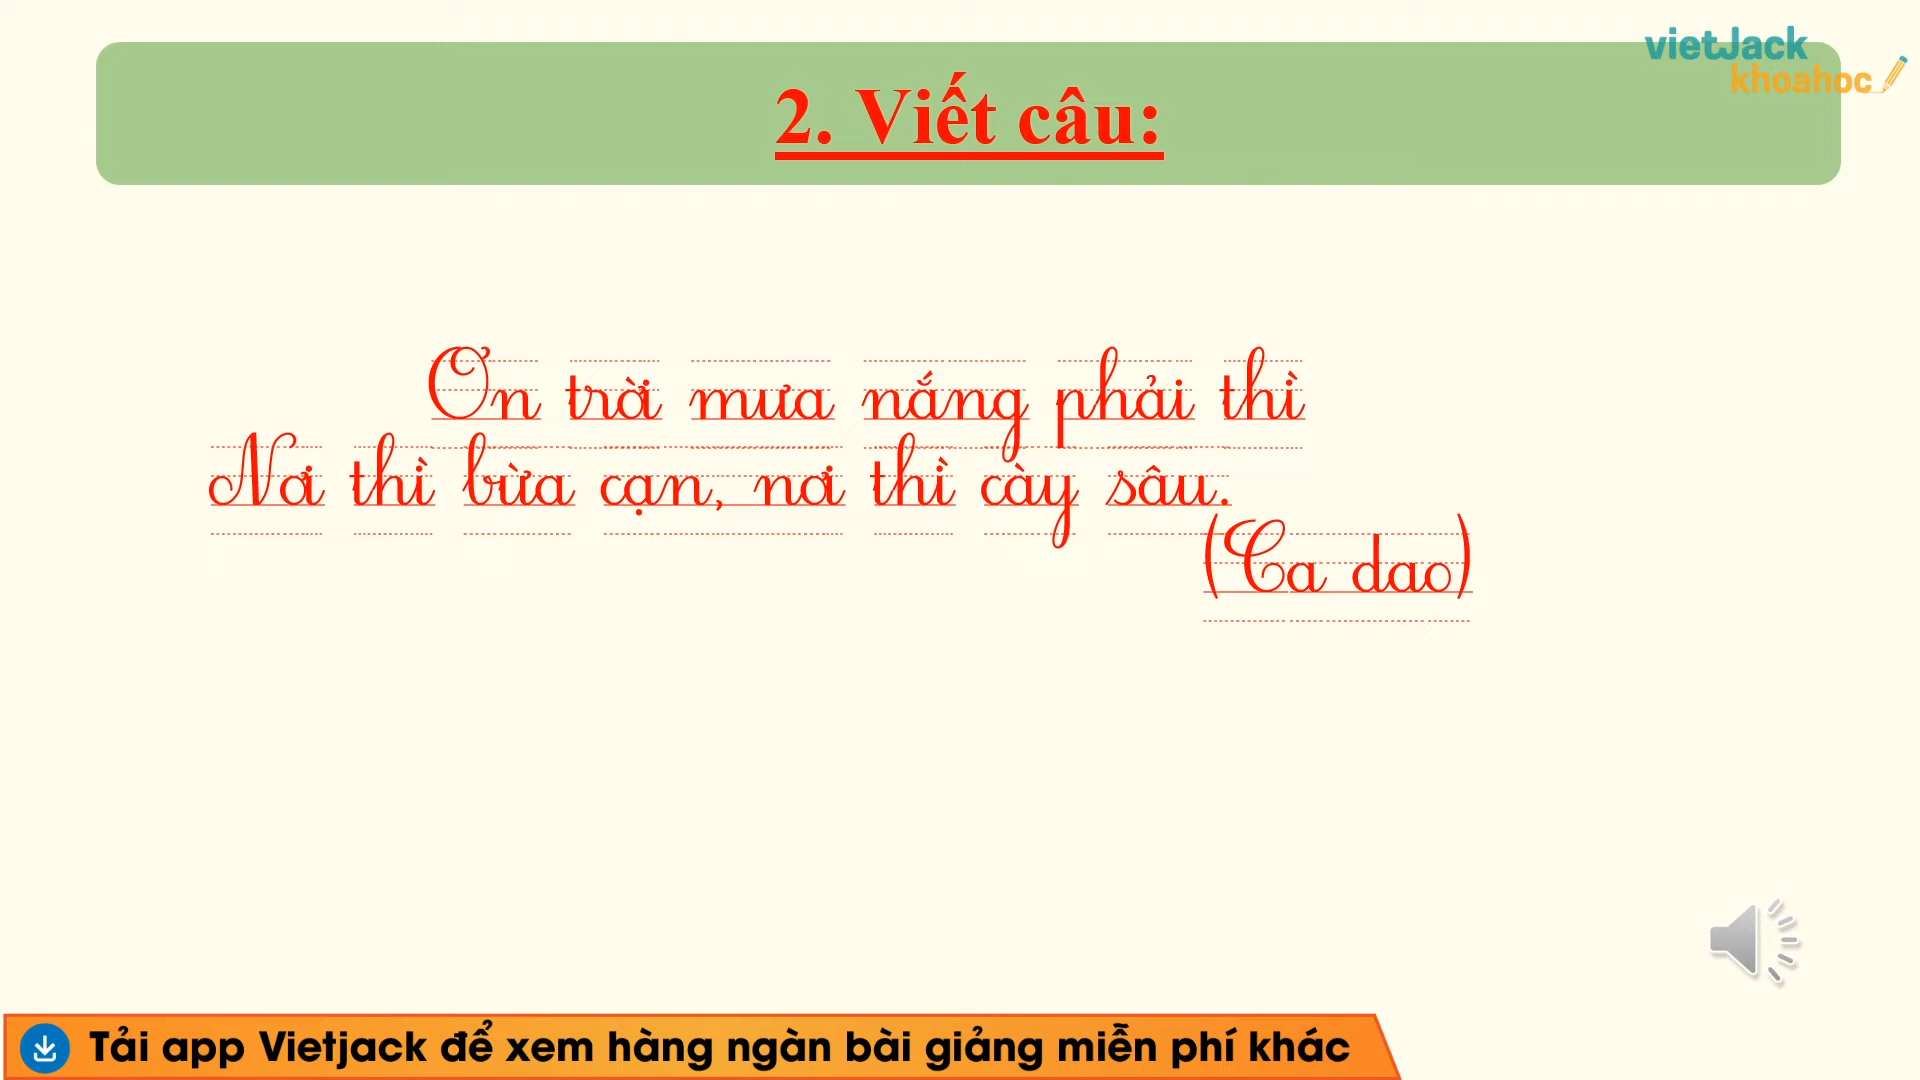 vietJack
khoahoc
2. Viết câu:
Ơn trời mưa nắng phải thì
Nơi thì bừa cạn, nơi thì cày sâu.
(Ca dao)
Tải app Vietjack để xem hàng ngàn bài giảng miễn phí khác